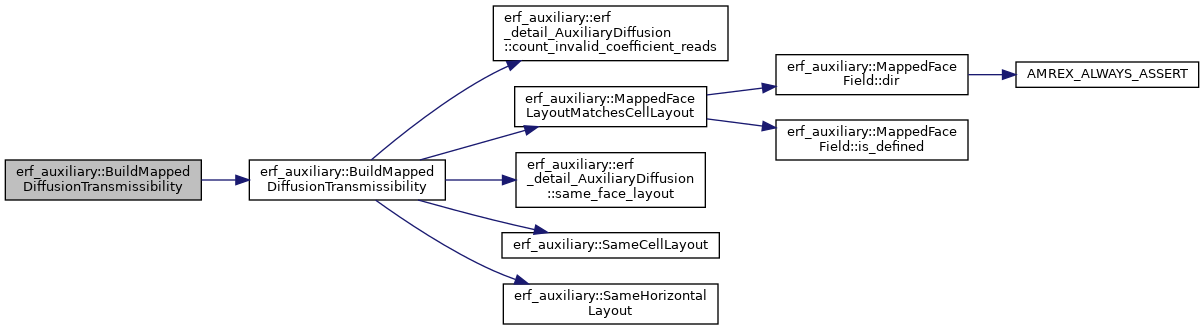 erf_auxiliary::BuildMapped
DiffusionTransmissibility
erf_auxiliary::BuildMapped
DiffusionTransmissibility
erf_auxiliary::erf
_detail_AuxiliaryDiffusion
::count_invalid_coefficient_reads
erf_auxiliary::MappedFace
LayoutMatchesCellLayout
erf_auxiliary::MappedFace
Field::dir
AMREX_ALWAYS_ASSERT
erf_auxiliary::MappedFace
Field::is_defined
erf_auxiliary::erf
_detail_AuxiliaryDiffusion
::same_face_layout
erf_auxiliary::SameCellLayout
erf_auxiliary::SameHorizontal
Layout